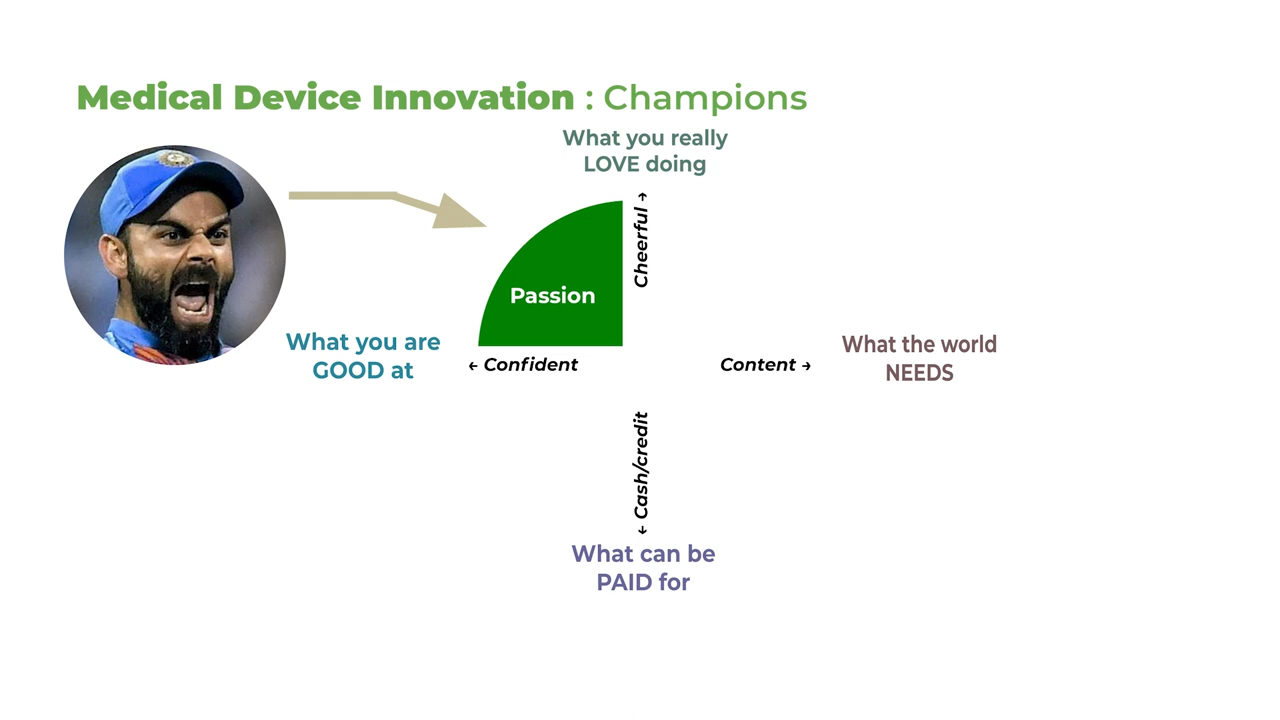 Medical Device Innovation : Champions
What you really
LOVE doing
Cheerful →
Passion
What you are
GOOD at
← Confident
Content →
What the world
NEEDS
← Cash/credit
What can be
PAID for